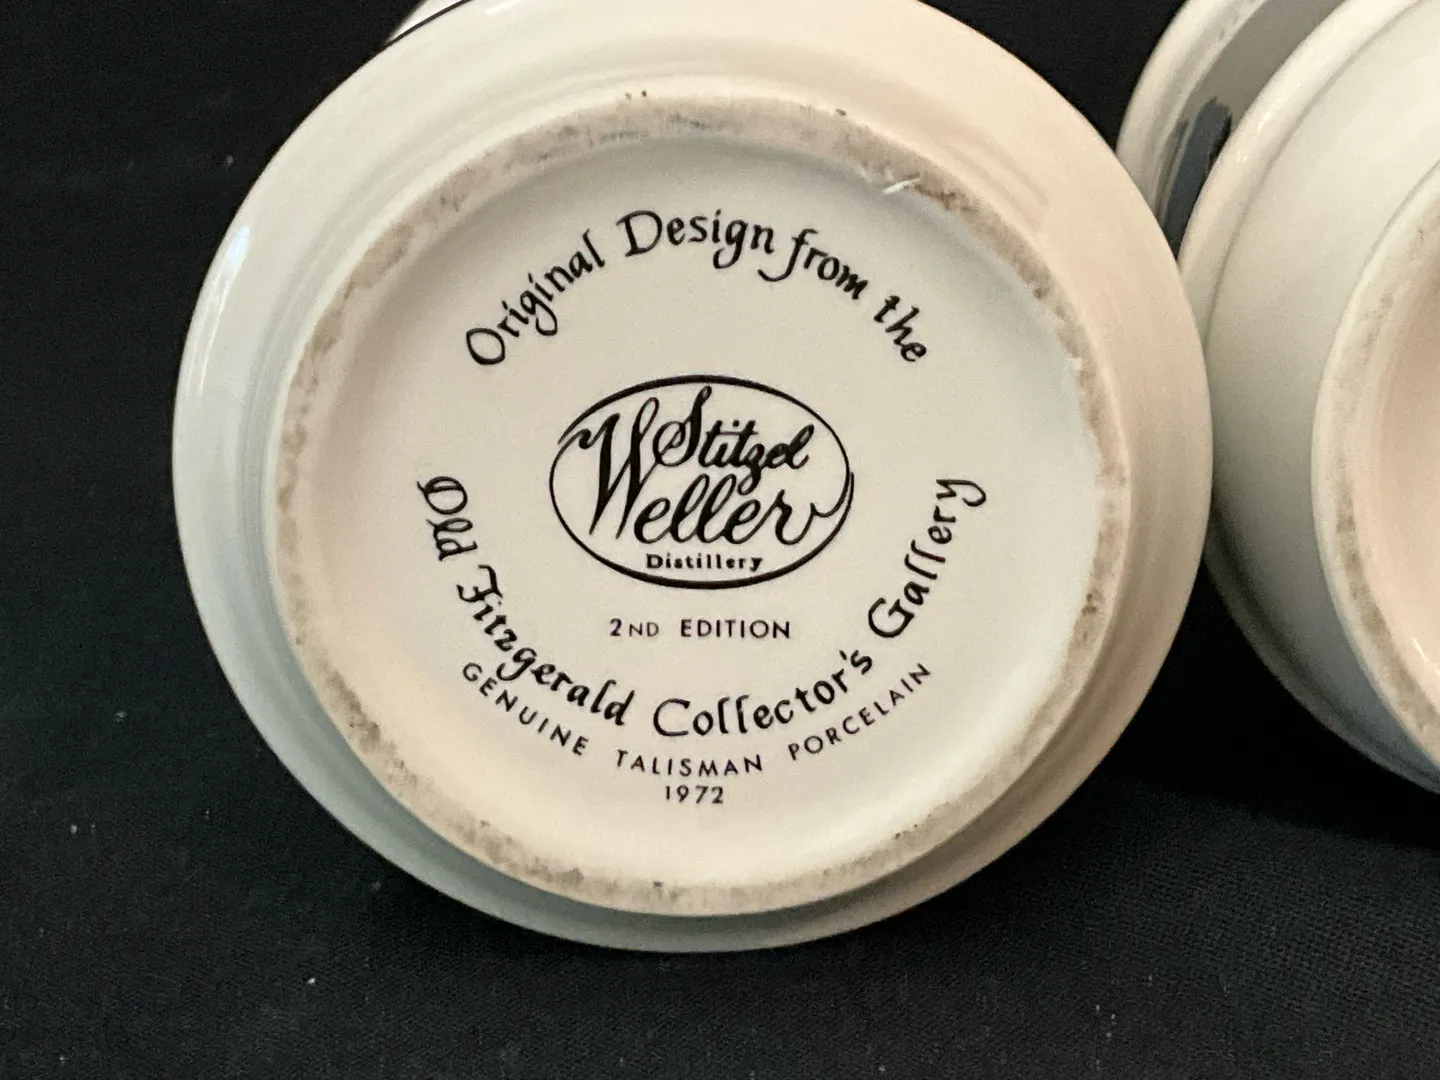 Original Design from the
Stitzel
Weller
Distillery
2ND EDITION
Old Fitzgerald Collector's Gallery
GENUINE TALISMAN PORCELAIN
1972